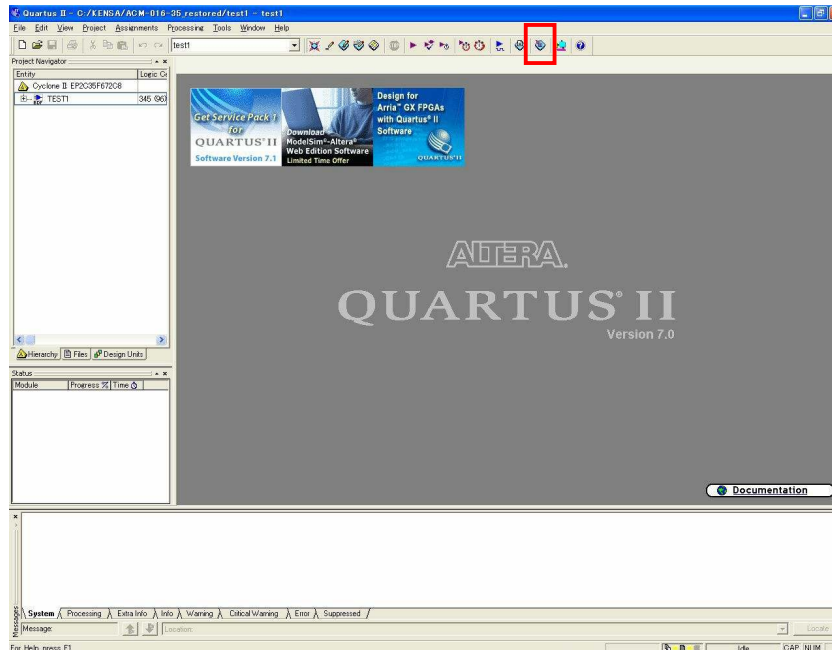 Quartus II - C:/KENSA/ACM-016-35_restored/test1 - test1
File Edit View Project Assignments Processing Tools Window Help
test1
Project Navigator
Entity Logic Ce
Cyclone II: EP2C35F672C8
TEST1 345 (96)
Hierarchy Files Design Units
Status
Module Progress % Time
Get Service Pack 1
for
QUARTUS II
Software Version 7.1
Download
ModelSim®-Altera®
Web Edition Software
Limited Time Offer
Design for
Arria™ GX FPGAs
with Quartus® II
Software
QUARTUS II
ALTERA.
QUARTUS® II
Version 7.0
Documentation
Messages
System Processing Extra Info Info Warning Critical Warning Error Suppressed
Message: Location: Locate
For Help, press F1 Idle CAP NUM